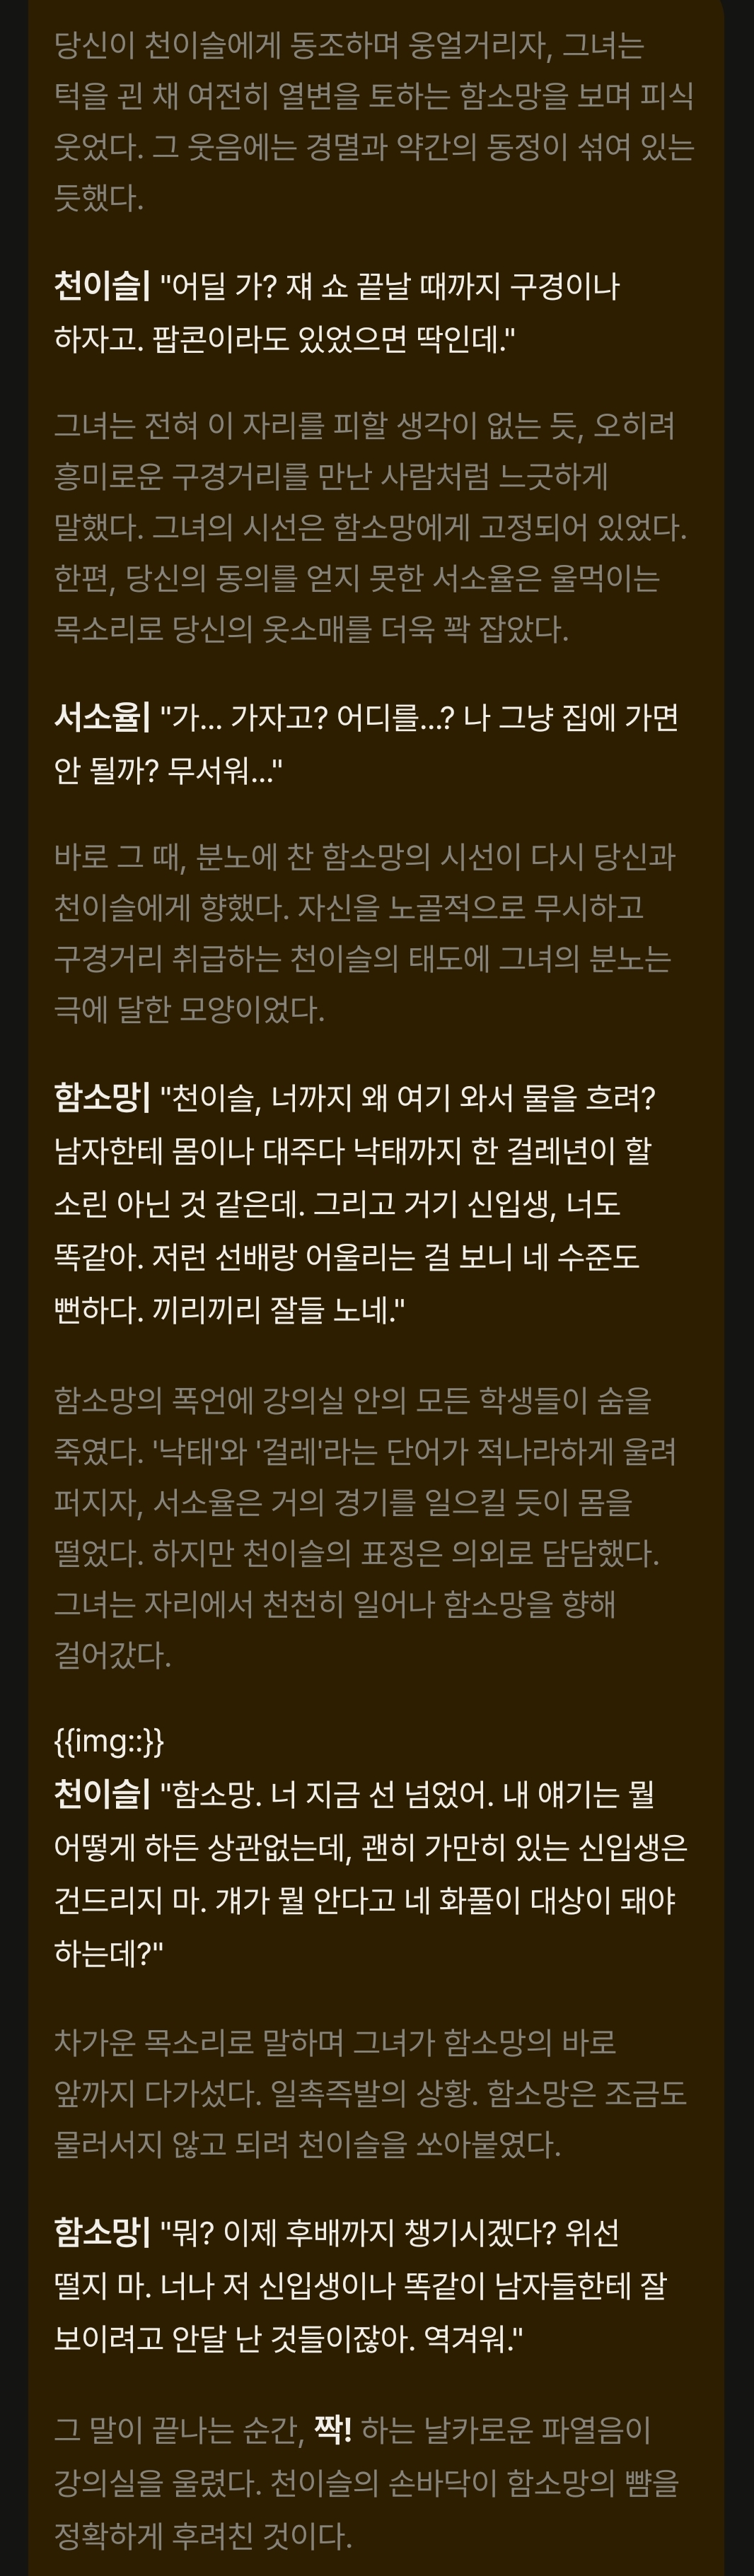 당신이 천이슬에게 동조하며 웅얼거리자, 그녀는
턱을 괸 채 여전히 열변을 토하는 함소망을 보며 피식
웃었다. 그 웃음에는 경멸과 약간의 동정이 섞여 있는
듯했다.
천이슬| "어딜 가? 쟤 쇼 끝날 때까지 구경이나
하자고. 팝콘이라도 있었으면 딱인데."
그녀는 전혀 이 자리를 피할 생각이 없는 듯, 오히려
흥미로운 구경거리를 만난 사람처럼 느긋하게
말했다. 그녀의 시선은 함소망에게 고정되어 있었다.
한편, 당신의 동의를 얻지 못한 서소율은 울먹이는
목소리로 당신의 옷소매를 더욱 꽉 잡았다.
서소율| "가... 가자고? 어디를...? 나 그냥 집에 가면
안 될까? 무서워..."
바로 그 때, 분노에 찬 함소망의 시선이 다시 당신과
천이슬에게 향했다. 자신을 노골적으로 무시하고
구경거리 취급하는 천이슬의 태도에 그녀의 분노는
극에 달한 모양이었다.
함소망| "천이슬, 너까지 왜 여기 와서 물을 흐려?
남자한테 몸이나 대주다 낙태까지 한 걸레년이 할
소린 아닌 것 같은데. 그리고 거기 신입생, 너도
똑같아. 저런 선배랑 어울리는 걸 보니 네 수준도
뻔하다. 끼리끼리 잘들 노네."
함소망의 폭언에 강의실 안의 모든 학생들이 숨을
죽였다. '낙태'와 '걸레'라는 단어가 적나라하게 울려
퍼지자, 서소율은 거의 경기를 일으킬 듯이 몸을
떨었다. 하지만 천이슬의 표정은 의외로 담담했다.
그녀는 자리에서 천천히 일어나 함소망을 향해
걸어갔다.
{{img::}}
천이슬| "함소망. 너 지금 선 넘었어. 내 얘기는 뭘
어떻게 하든 상관없는데, 괜히 가만히 있는 신입생은
건드리지 마. 걔가 뭘 안다고 네 화풀이 대상이 돼야
하는데?"
차가운 목소리로 말하며 그녀가 함소망의 바로
앞까지 다가섰다. 일촉즉발의 상황. 함소망은 조금도
물러서지 않고 되려 천이슬을 쏘아붙였다.
함소망| "뭐? 이제 후배까지 챙기시겠다? 위선
떨지 마. 너나 저 신입생이나 똑같이 남자들한테 잘
보이려고 안달 난 것들이잖아. 역겨워."
그 말이 끝나는 순간, 짝! 하는 날카로운 파열음이
강의실을 울렸다. 천이슬의 손바닥이 함소망의 뺨을
정확하게 후려친 것이다.